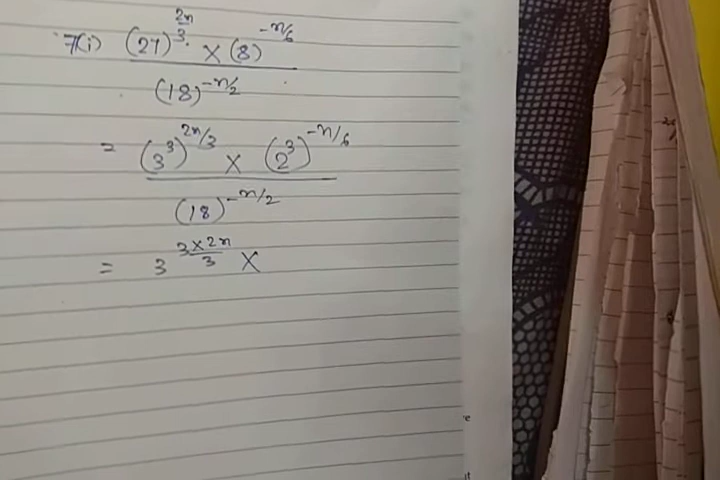 7(i) (27)^(2n/3) × (8)^(-n/6)
(18)^(-n/2)
= (3^3)^(2n/3) × (2^3)^(-n/6)
(18)^(-n/2)
= 3^(3×2n/3) ×